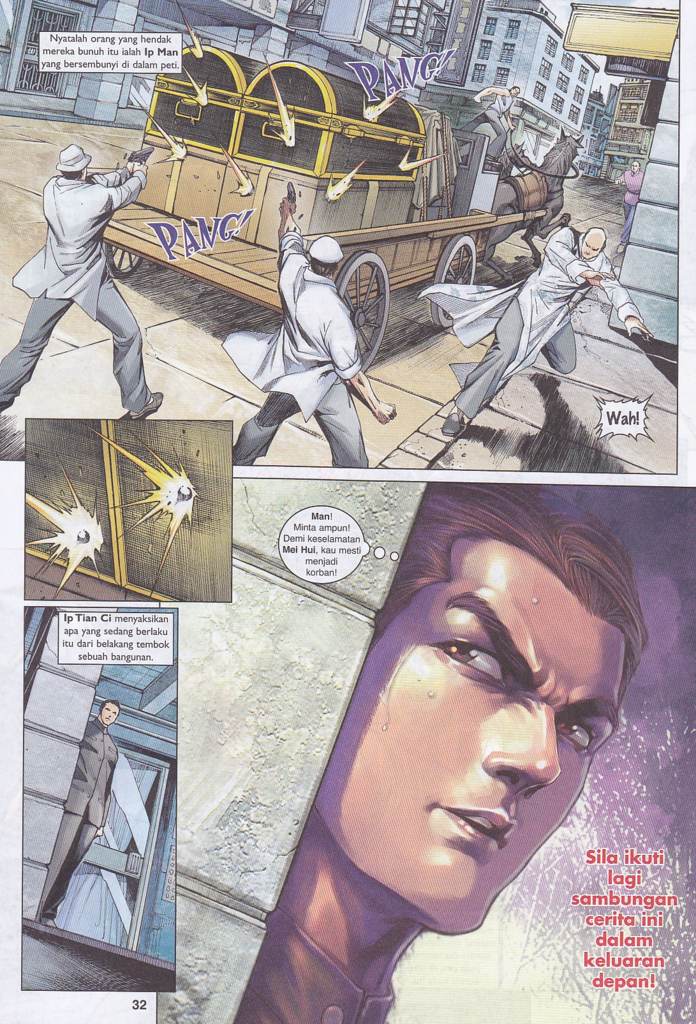 Nyatalah orang yang hendak
mereka bunuh itu ialah Ip Man
yang bersembunyi di dalam peti.
PANG!
PANG!
Wah!
Man!
Minta ampun!
Demi keselamatan
Mei Hui, kau mesti
menjadi
korban!
Ip Tian Ci menyaksikan
apa yang sedang berlaku
itu dari belakang tembok
sebuah bangunan.
Sila ikuti
lagi
sambungan
cerita ini
dalam
keluaran
depan!
32